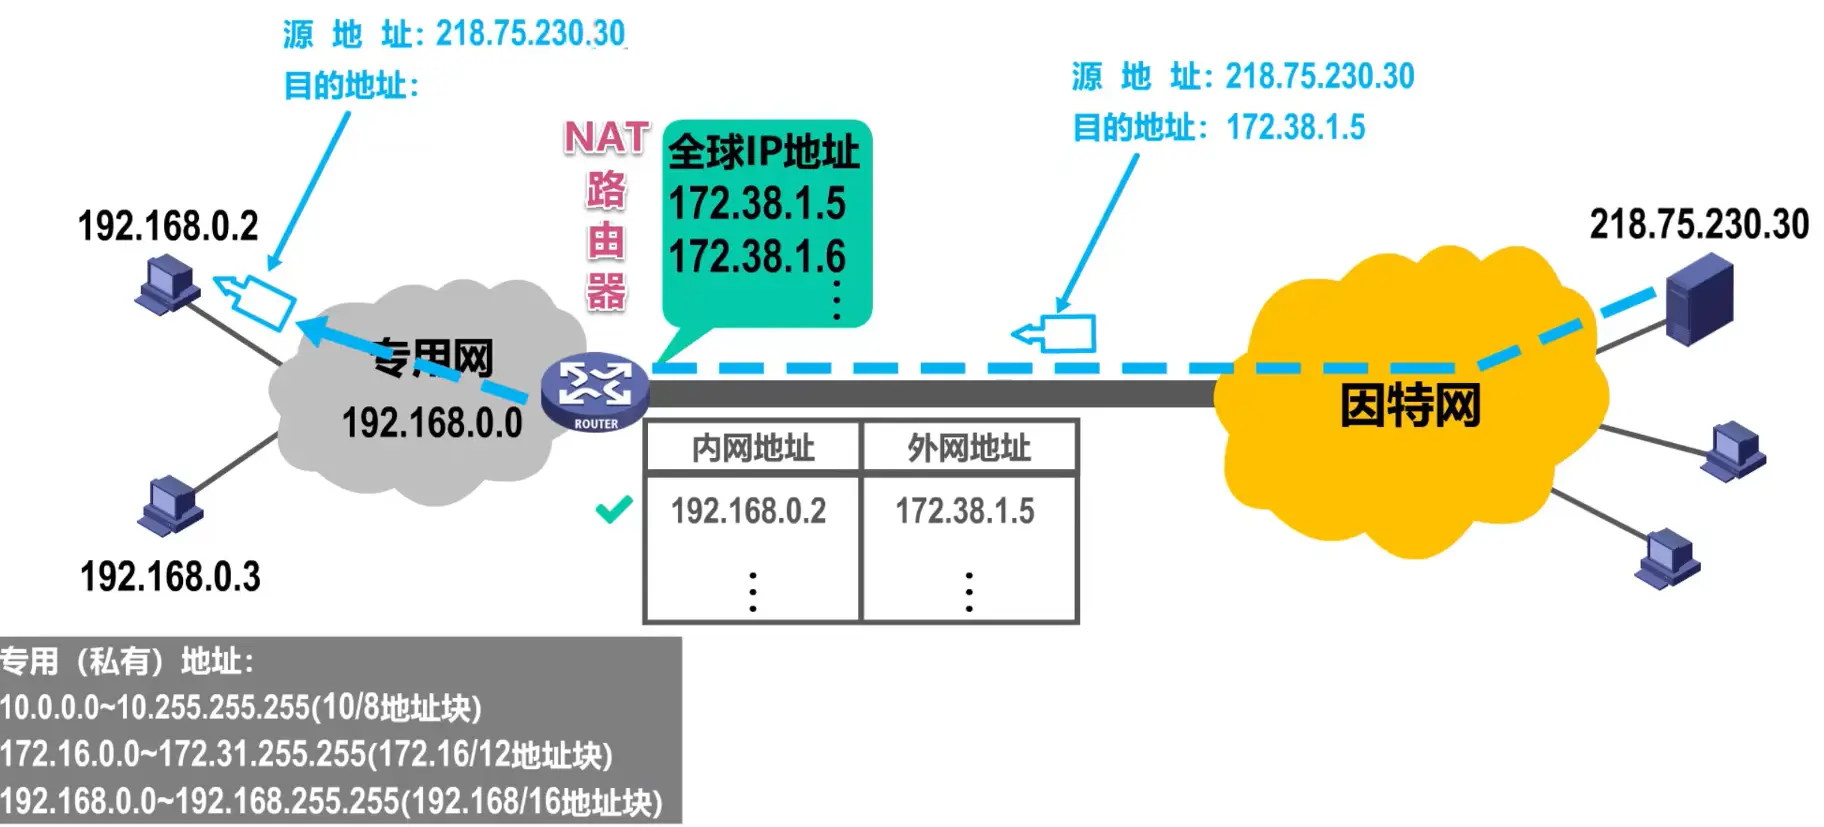 源 地 址：218.75.230.30
目的地址：
源 地 址：218.75.230.30
目的地址：172.38.1.5
NAT
路
由
器
全球IP地址
172.38.1.5
172.38.1.6
⋮
192.168.0.2
218.75.230.30
专用网
192.168.0.0
ROUTER
因特网
内网地址 外网地址
192.168.0.2 172.38.1.5
⋮ ⋮
192.168.0.3
专用（私有）地址：
10.0.0.0~10.255.255.255(10/8地址块)
172.16.0.0~172.31.255.255(172.16/12地址块)
192.168.0.0~192.168.255.255(192.168/16地址块)